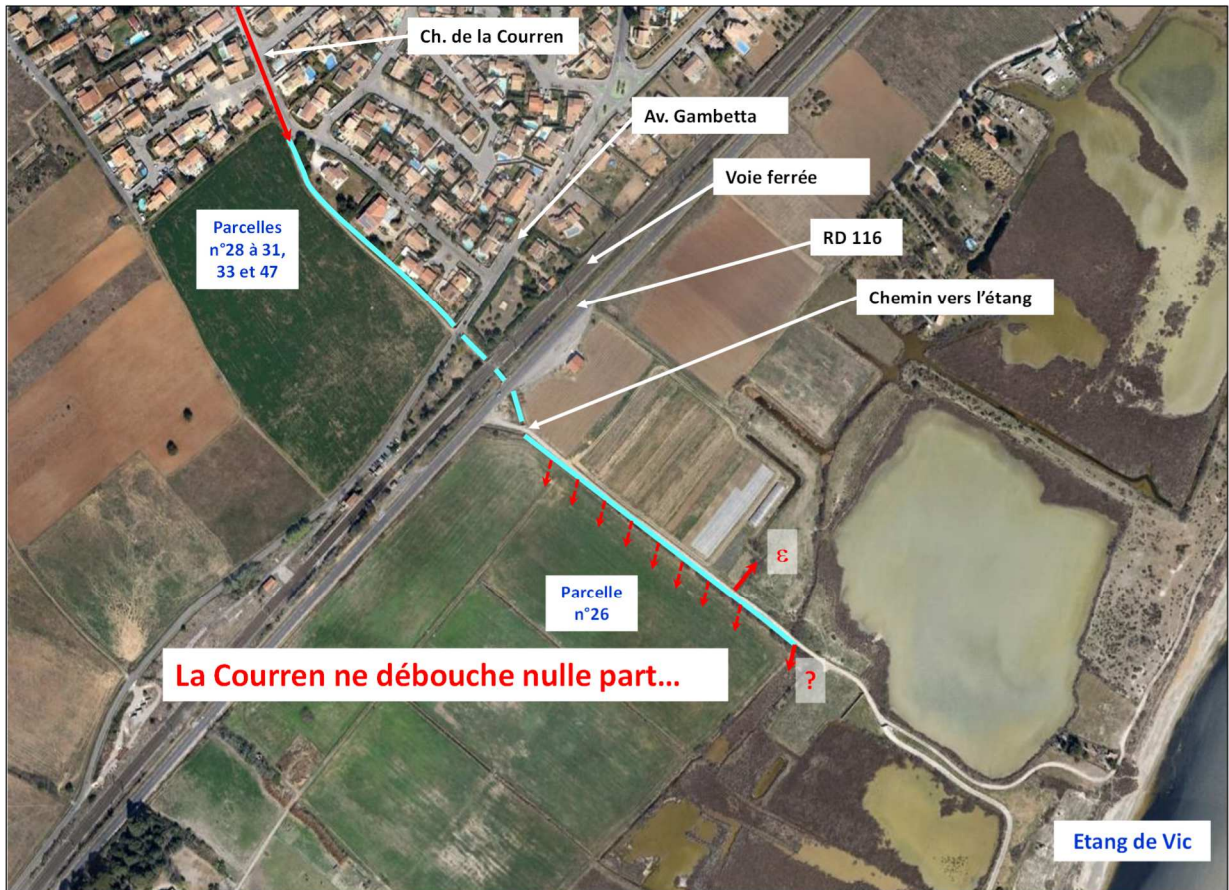 Ch. de la Courren
Av. Gambetta
Voie ferrée
RD 116
Chemin vers l'étang
Parcelles
n°28 à 31,
33 et 47
ε
Parcelle
n°26
La Courren ne débouche nulle part...
?
Etang de Vic